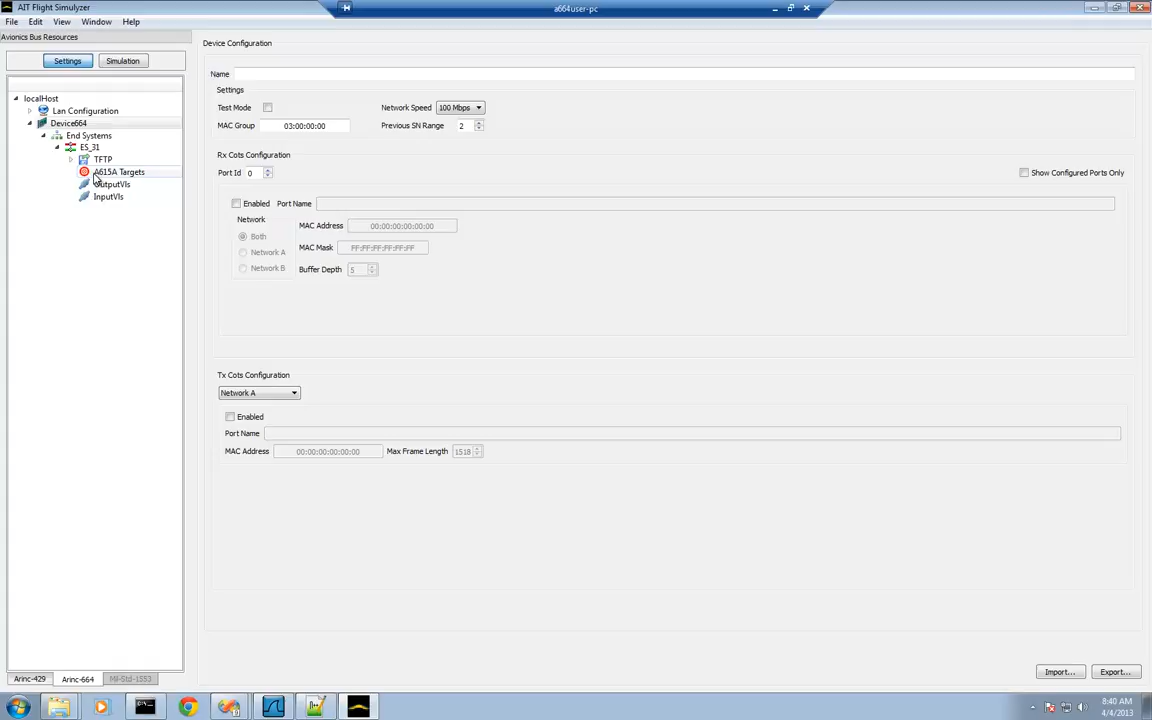 AIT Flight Simulyzer
a664user-pc
File Edit View Window Help
Avionics Bus Resources
Settings Simulation
localHost
Lan Configuration
Device664
End Systems
ES_31
TFTP
A615A Targets
OutputVls
InputVls
Arinc-429 Arinc-664 Mil-Std-1553
Device Configuration
Name
Settings
Test Mode Network Speed 100 Mbps
MAC Group 03:00:00:00 Previous SN Range 2
Rx Cots Configuration
Port Id 0 Show Configured Ports Only
Enabled Port Name
Network MAC Address 00:00:00:00:00:00
Both
MAC Mask FF:FF:FF:FF:FF:FF
Network A
Network B Buffer Depth 5
Tx Cots Configuration
Network A
Enabled
Port Name
MAC Address 00:00:00:00:00:00 Max Frame Length 1518
Import... Export...
8:40 AM
4/4/2013